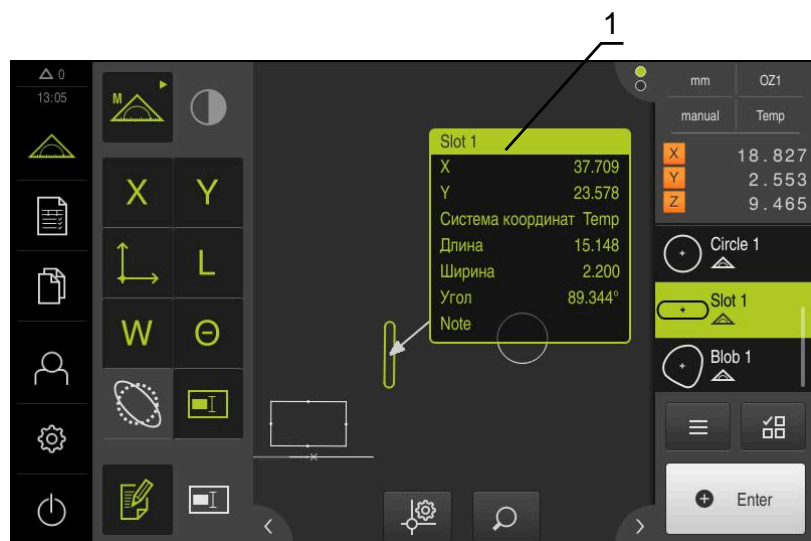 1
0
13:05
M
X Y
L
W Θ
Slot 1
X 37.709
Y 23.578
Система координат Temp
Длина 15.148
Ширина 2.200
Угол 89.344°
Note
mm OZ1
manual Temp
X 18.827
Y 2.553
Z 9.465
Circle 1
Slot 1
Blob 1
Enter